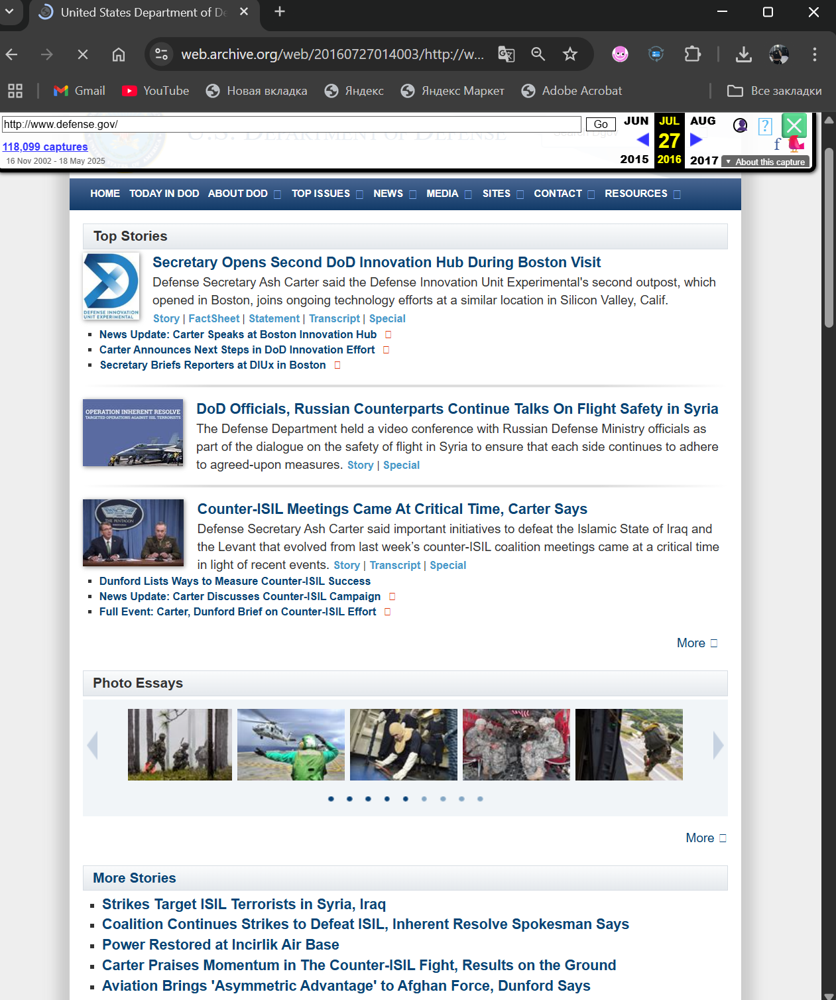 United States Department of De
web.archive.org/web/20160727014003/http://w...
Gmail YouTube Новая вкладка Яндекс Яндекс Маркет Adobe Acrobat Все закладки
http://www.defense.gov/ Go JUN JUL AUG
118,099 captures 27
16 Nov 2002 - 18 May 2025 2015 2016 2017 ▼ About this capture
U.S. DEPARTMENT OF DEFENSE
HOME TODAY IN DOD ABOUT DOD TOP ISSUES NEWS MEDIA SITES CONTACT RESOURCES
Top Stories
Secretary Opens Second DoD Innovation Hub During Boston Visit
Defense Secretary Ash Carter said the Defense Innovation Unit Experimental's second outpost, which
opened in Boston, joins ongoing technology efforts at a similar location in Silicon Valley, Calif.
DEFENSE INNOVATION
UNIT EXPERIMENTAL
Story | FactSheet | Statement | Transcript | Special
News Update: Carter Speaks at Boston Innovation Hub
Carter Announces Next Steps in DoD Innovation Effort
Secretary Briefs Reporters at DIUx in Boston
OPERATION INHERENT RESOLVE
TARGETED OPERATIONS AGAINST ISIL TERRORISTS
DoD Officials, Russian Counterparts Continue Talks On Flight Safety in Syria
The Defense Department held a video conference with Russian Defense Ministry officials as
part of the dialogue on the safety of flight in Syria to ensure that each side continues to adhere
to agreed-upon measures. Story | Special
THE PENTAGON
Counter-ISIL Meetings Came At Critical Time, Carter Says
Defense Secretary Ash Carter said important initiatives to defeat the Islamic State of Iraq and
the Levant that evolved from last week’s counter-ISIL coalition meetings came at a critical time
in light of recent events. Story | Transcript | Special
Dunford Lists Ways to Measure Counter-ISIL Success
News Update: Carter Discusses Counter-ISIL Campaign
Full Event: Carter, Dunford Brief on Counter-ISIL Effort
More
Photo Essays
More
More Stories
Strikes Target ISIL Terrorists in Syria, Iraq
Coalition Continues Strikes to Defeat ISIL, Inherent Resolve Spokesman Says
Power Restored at Incirlik Air Base
Carter Praises Momentum in The Counter-ISIL Fight, Results on the Ground
Aviation Brings 'Asymmetric Advantage' to Afghan Force, Dunford Says